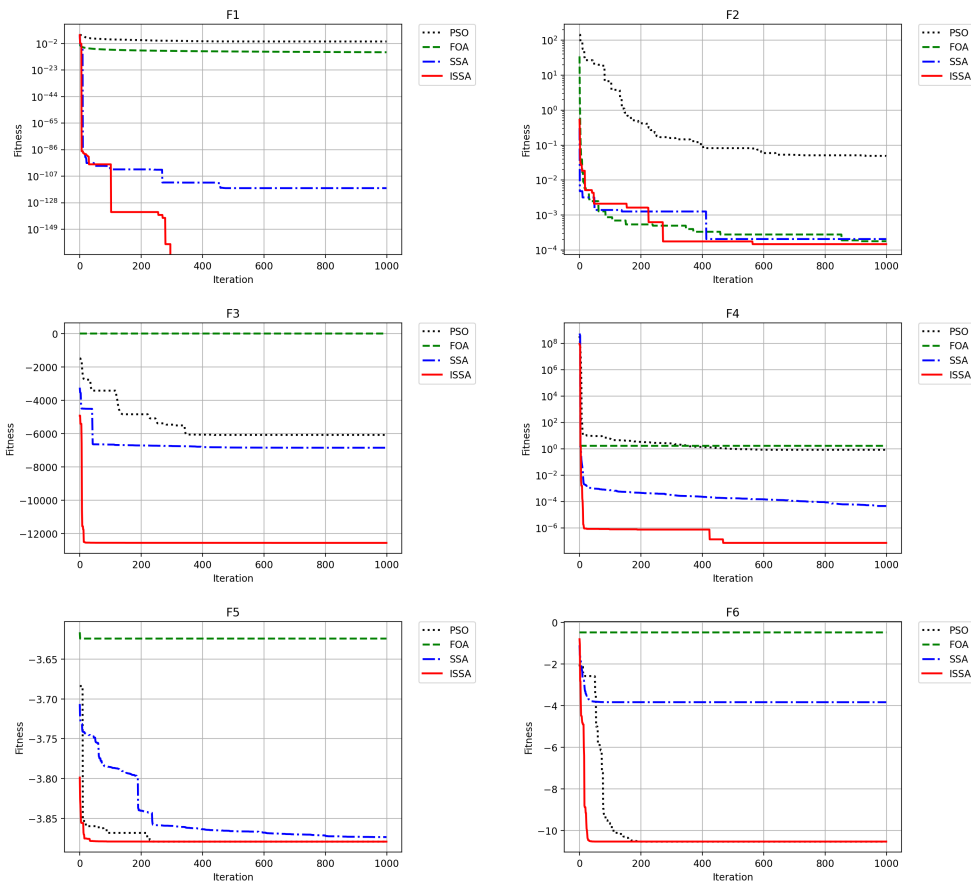 F1
10^-2
10^-23
10^-44
10^-65
10^-86
10^-107
10^-128
10^-149
Fitness
0 200 400 600 800 1000
Iteration
PSO
FOA
SSA
ISSA
F2
10^2
10^1
10^0
10^-1
10^-2
10^-3
10^-4
Fitness
0 200 400 600 800 1000
Iteration
PSO
FOA
SSA
ISSA
F3
0
−2000
−4000
−6000
−8000
−10000
−12000
Fitness
0 200 400 600 800 1000
Iteration
PSO
FOA
SSA
ISSA
F4
10^8
10^6
10^4
10^2
10^0
10^-2
10^-4
10^-6
Fitness
0 200 400 600 800 1000
Iteration
PSO
FOA
SSA
ISSA
F5
−3.65
−3.70
−3.75
−3.80
−3.85
Fitness
0 200 400 600 800 1000
Iteration
PSO
FOA
SSA
ISSA
F6
0
−2
−4
−6
−8
−10
Fitness
0 200 400 600 800 1000
Iteration
PSO
FOA
SSA
ISSA